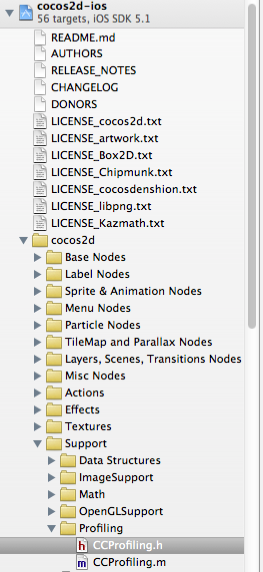 cocos2d-ios
56 targets, iOS SDK 5.1
README.md
AUTHORS
RELEASE_NOTES
CHANGELOG
DONORS
LICENSE_cocos2d.txt
LICENSE_artwork.txt
LICENSE_Box2D.txt
LICENSE_Chipmunk.txt
LICENSE_cocosdenshion.txt
LICENSE_libpng.txt
LICENSE_Kazmath.txt
cocos2d
Base Nodes
Label Nodes
Sprite & Animation Nodes
Menu Nodes
Particle Nodes
TileMap and Parallax Nodes
Layers, Scenes, Transitions Nodes
Misc Nodes
Actions
Effects
Textures
Support
Data Structures
ImageSupport
Math
OpenGLSupport
Profiling
h CCProfiling.h
m CCProfiling.m